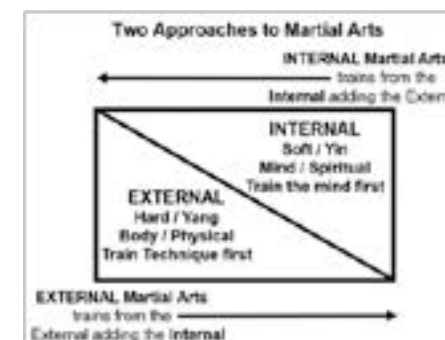 Two Approaches to Martial Arts
INTERNAL Martial Arts
trains from the
Internal adding the Extern
INTERNAL
Soft / Yin
Mind / Spiritual
Train the mind first
EXTERNAL
Hard / Yang
Body / Physical
Train Technique first
EXTERNAL Martial Arts
trains from the
External adding the Internal